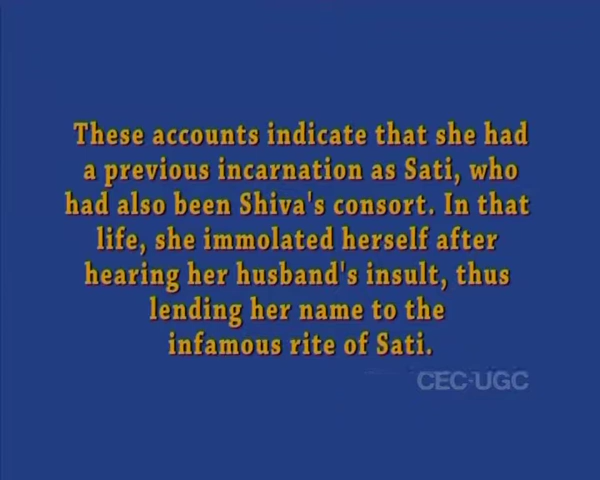 These accounts indicate that she had
a previous incarnation as Sati, who
had also been Shiva's consort. In that
life, she immolated herself after
hearing her husband's insult, thus
lending her name to the
infamous rite of Sati.
CEC-UGC